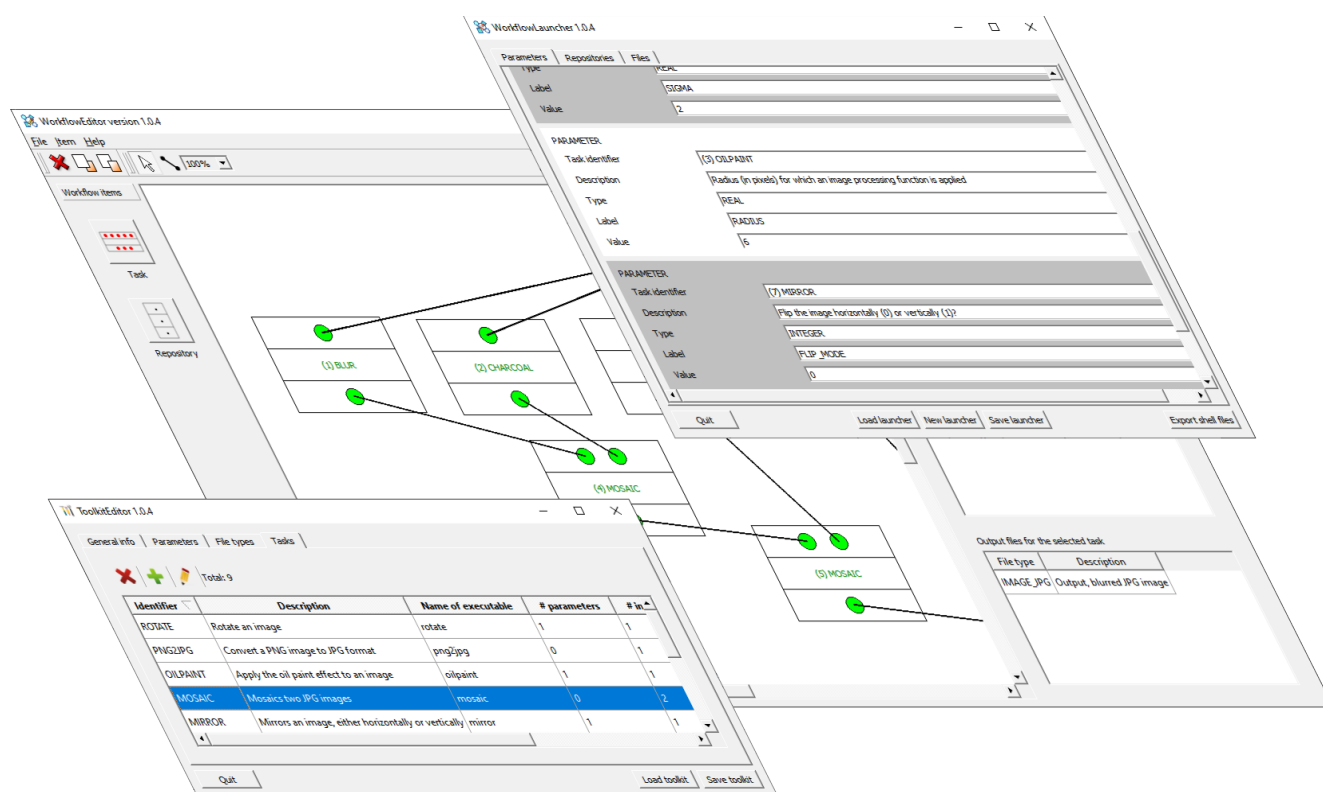 WorkflowLauncher 1.0.4
Parameters Repositories Files
Type REAL
Label SIGMA
Value 2
PARAMETER
Task identifier (3) OILPAINT
Description Radius (in pixels) for which an image processing function is applied
Type REAL
Label RADIUS
Value 6
PARAMETER
Task identifier (7) MIRROR
Description Flip the image horizontally (0) or vertically (1)?
Type INTEGER
Label FLIP_MODE
Value 0
Quit Load launcher New launcher Save launcher Export shell files
WorkflowEditor version 1.0.4
File Item Help
100%
Workflow items
Task
Repository
(1) BLUR
(2) CHARCOAL
(4) MOSAIC
(5) MOSAIC
Output files for the selected task
File type Description
IMAGE_JPG Output, blurred JPG image
ToolkitEditor 1.0.4
General info Parameters File types Tasks
Total: 9
Identifier Description Name of executable # parameters # in
ROTATE Rotate an image rotate 1 1
PNG2JPG Convert a PNG image to JPG format png2jpg 0 1
OILPAINT Apply the oil paint effect to an image oilpaint 1 1
MOSAIC Mosaics two JPG images mosaic 0 2
MIRROR Mirrors an image, either horizontally or vertically mirror 1 1
Quit Load toolkit Save toolkit